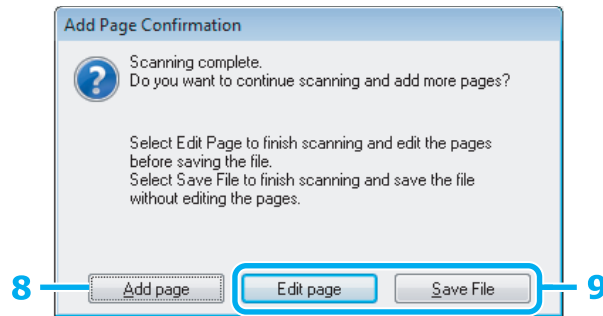 Add Page Confirmation
Scanning complete.
Do you want to continue scanning and add more pages?
Select Edit Page to finish scanning and edit the pages
before saving the file.
Select Save File to finish scanning and save the file
without editing the pages.
8 Add page Edit page Save File 9